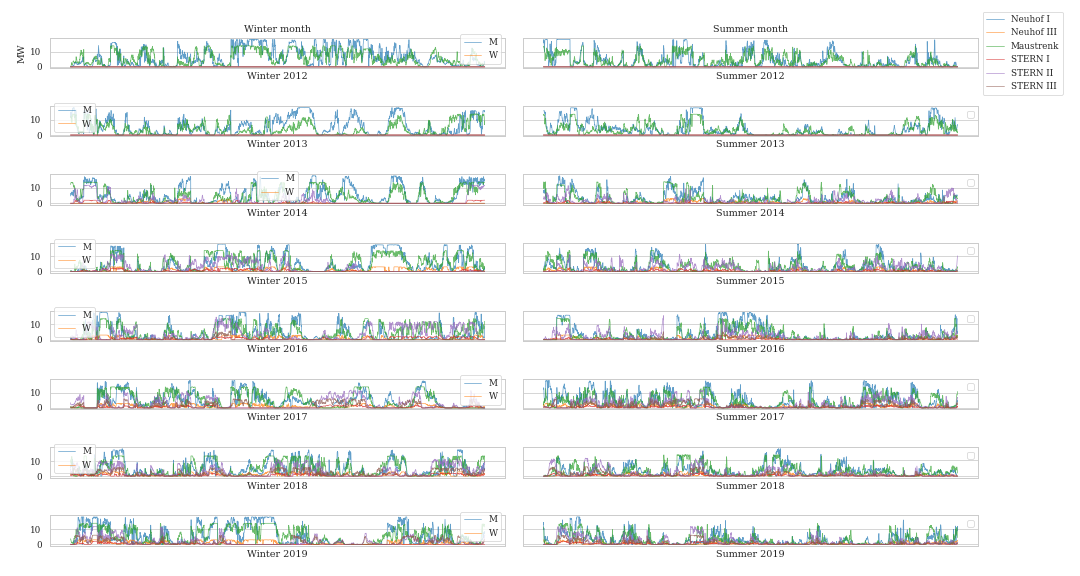 Winter month
Summer month
Neuhof I
Neuhof III
Maustrenk
STERN I
STERN II
STERN III
MW
10
0
M
W
Winter 2012
Summer 2012
10
0
M
W
Winter 2013
Summer 2013
10
0
M
W
Winter 2014
Summer 2014
10
0
M
W
Winter 2015
Summer 2015
10
0
M
W
Winter 2016
Summer 2016
10
0
M
W
Winter 2017
Summer 2017
10
0
M
W
Winter 2018
Summer 2018
10
0
M
W
Winter 2019
Summer 2019